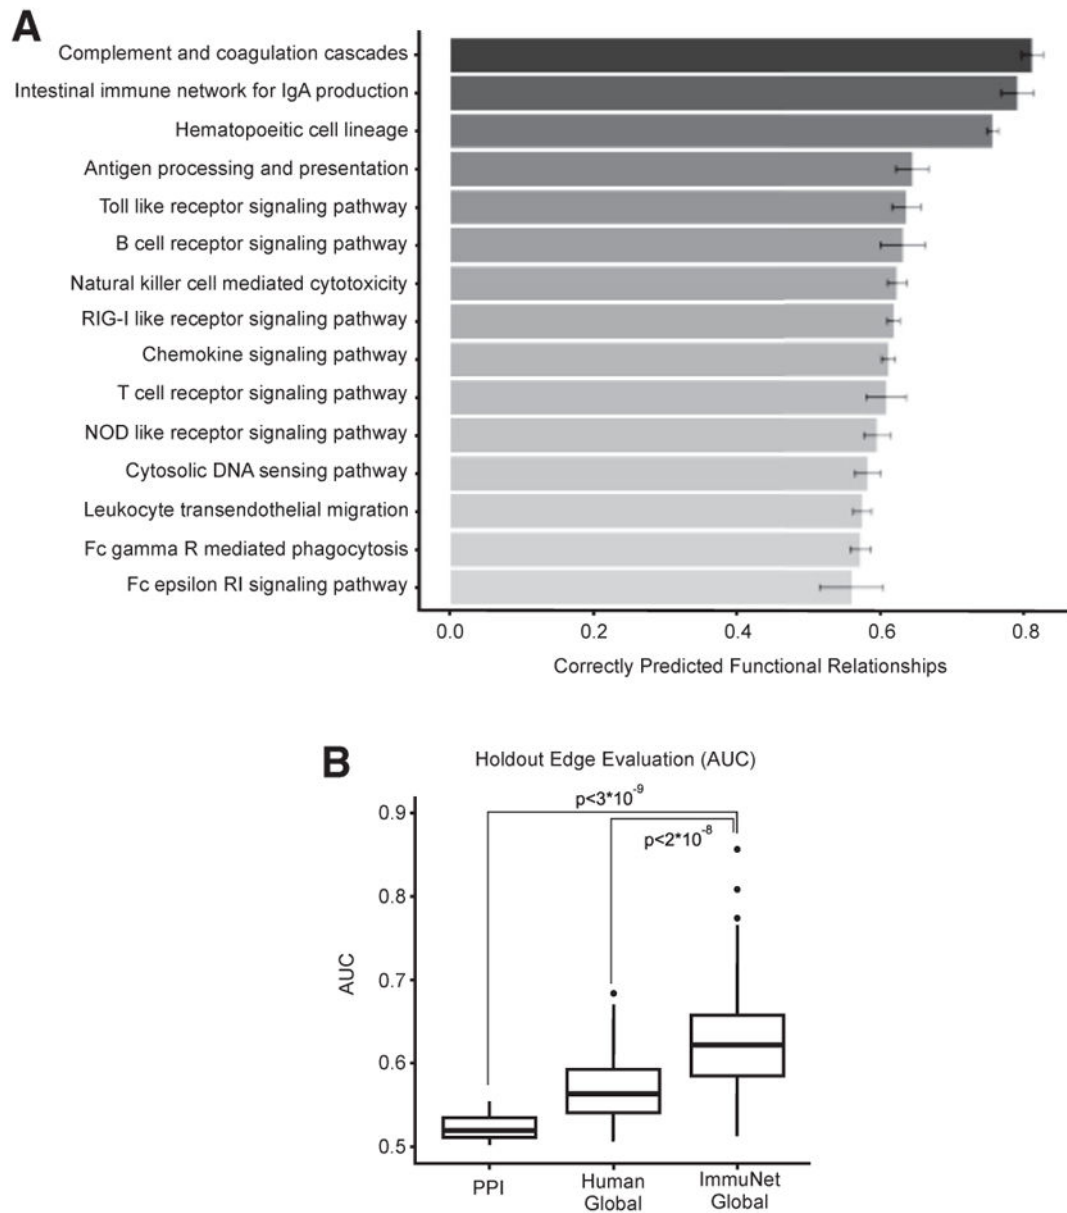 A
Complement and coagulation cascades
Intestinal immune network for IgA production
Hematopoeitic cell lineage
Antigen processing and presentation
Toll like receptor signaling pathway
B cell receptor signaling pathway
Natural killer cell mediated cytotoxicity
RIG-I like receptor signaling pathway
Chemokine signaling pathway
T cell receptor signaling pathway
NOD like receptor signaling pathway
Cytosolic DNA sensing pathway
Leukocyte transendothelial migration
Fc gamma R mediated phagocytosis
Fc epsilon RI signaling pathway
0.0 0.2 0.4 0.6 0.8
Correctly Predicted Functional Relationships
B
Holdout Edge Evaluation (AUC)
p<3*10-9
p<2*10-8
0.9
0.8
0.7
0.6
0.5
AUC
PPI
Human
Global
ImmuNet
Global